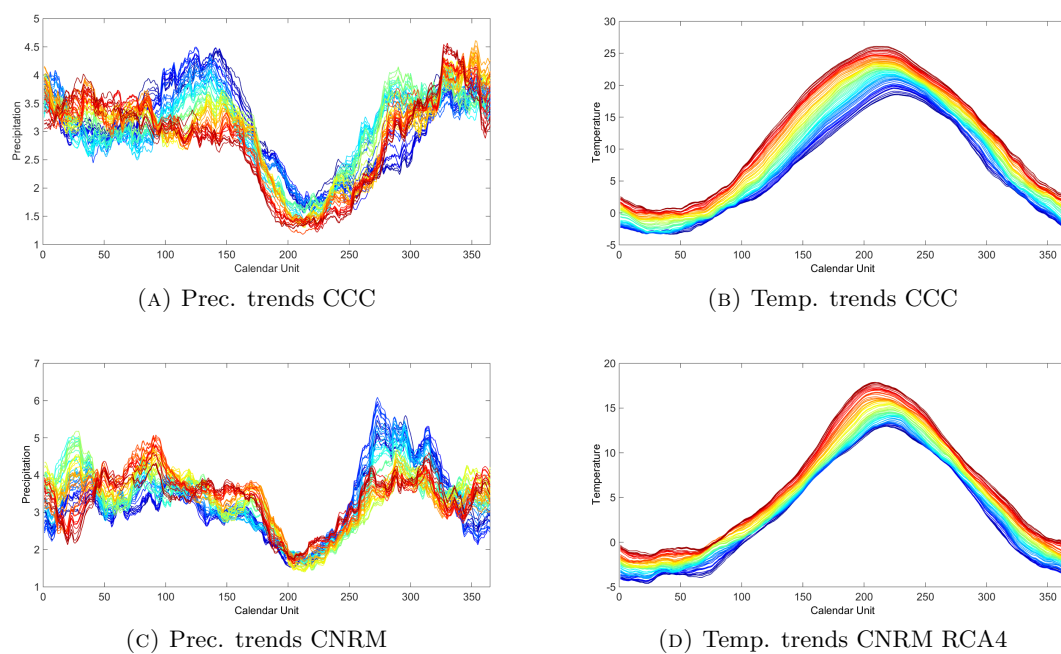 5
4.5
4
3.5
3
2.5
2
1.5
1
Precipitation
0 50 100 150 200 250 300 350
Calendar Unit
(A) Prec. trends CCC
30
25
20
15
10
5
0
-5
Temperature
0 50 100 150 200 250 300 350
Calendar Unit
(B) Temp. trends CCC
7
6
5
4
3
2
1
Precipitation
0 50 100 150 200 250 300 350
Calendar Unit
(C) Prec. trends CNRM
20
15
10
5
0
-5
Temperature
0 50 100 150 200 250 300 350
Calendar Unit
(D) Temp. trends CNRM RCA4